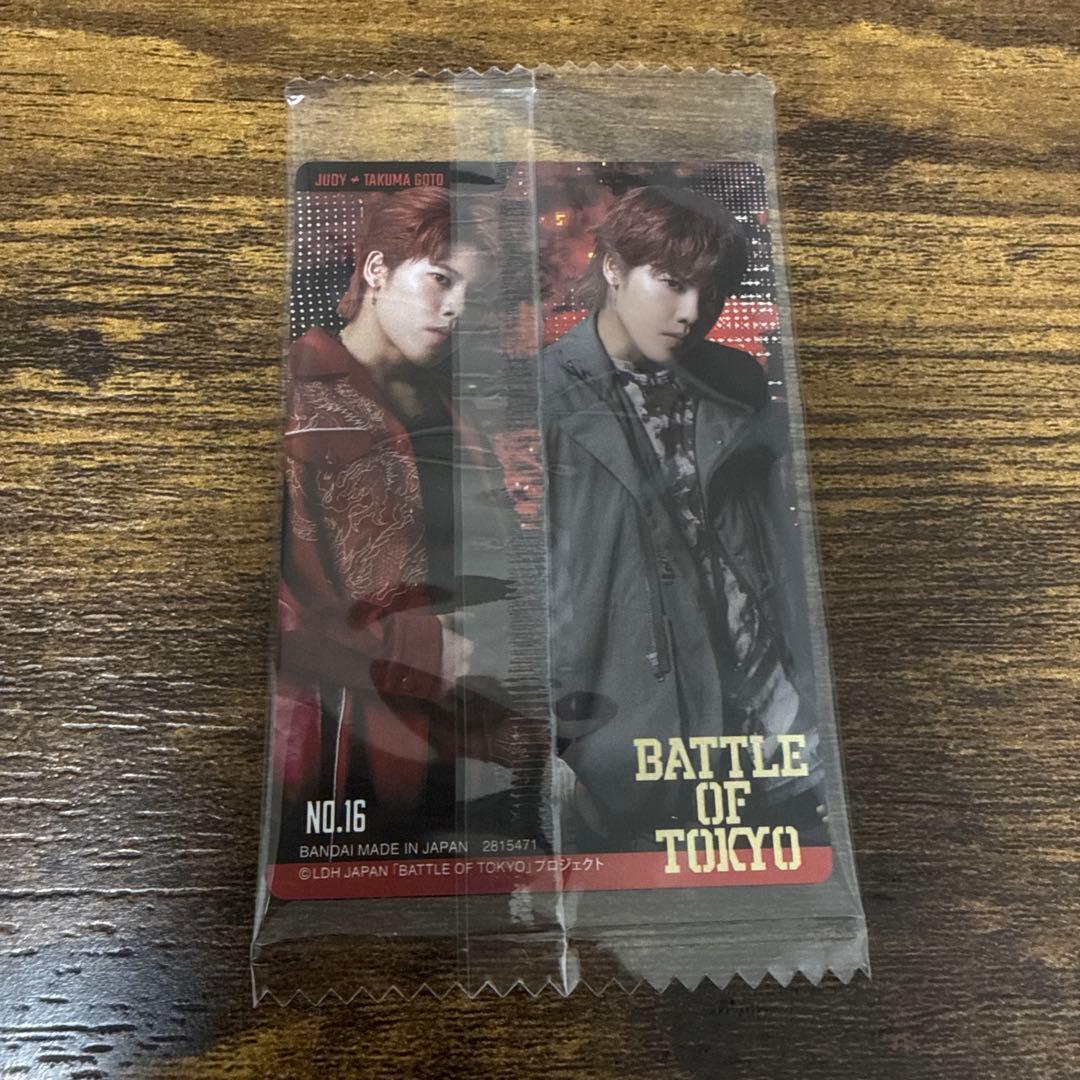 JUDY ≠ TAKUMA GOTO
BATTLE
OF
TOKYO
NO.16
BANDAI MADE IN JAPAN 2815471
©LDH JAPAN「BATTLE OF TOKYO」プロジェクト